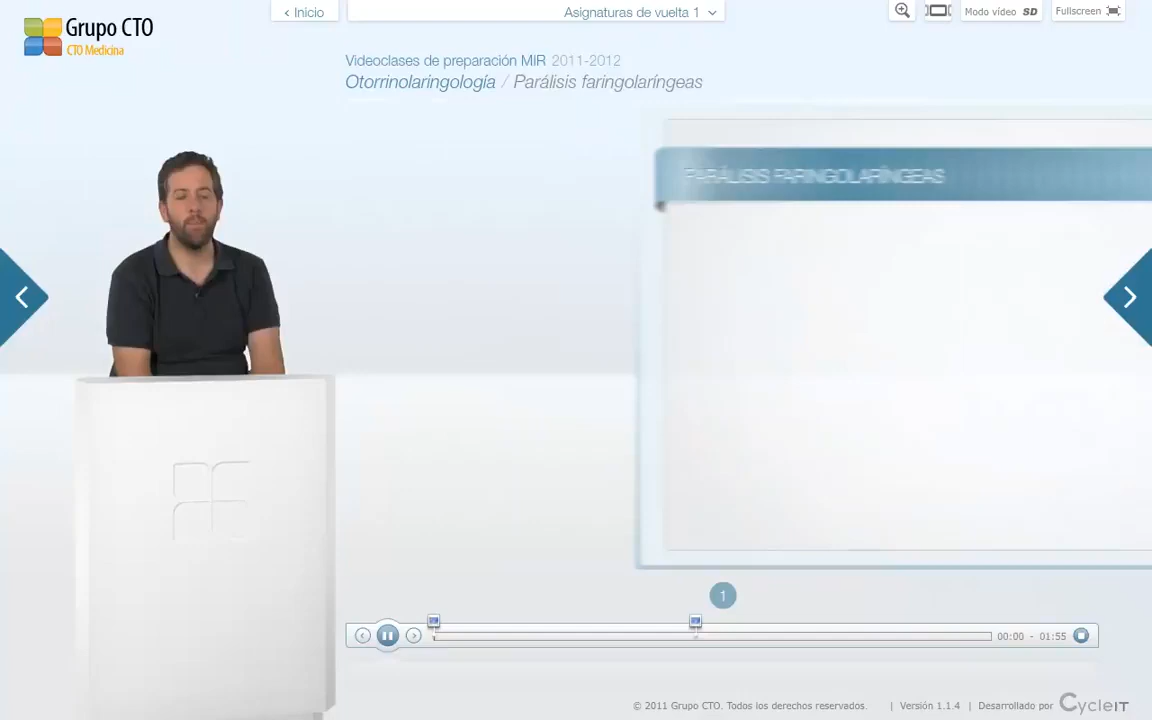 Grupo CTO
CTO Medicina
‹ Inicio
Asignaturas de vuelta 1
Modo vídeo SD
Fullscreen
Videoclases de preparación MIR 2011-2012
Otorrinolaringología / Parálisis faringolaríngeas
PARÁLISIS FARINGOLARÍNGEAS
1
00:00 - 01:55
© 2011 Grupo CTO. Todos los derechos reservados. | Versión 1.1.4 | Desarrollado por CycleIT